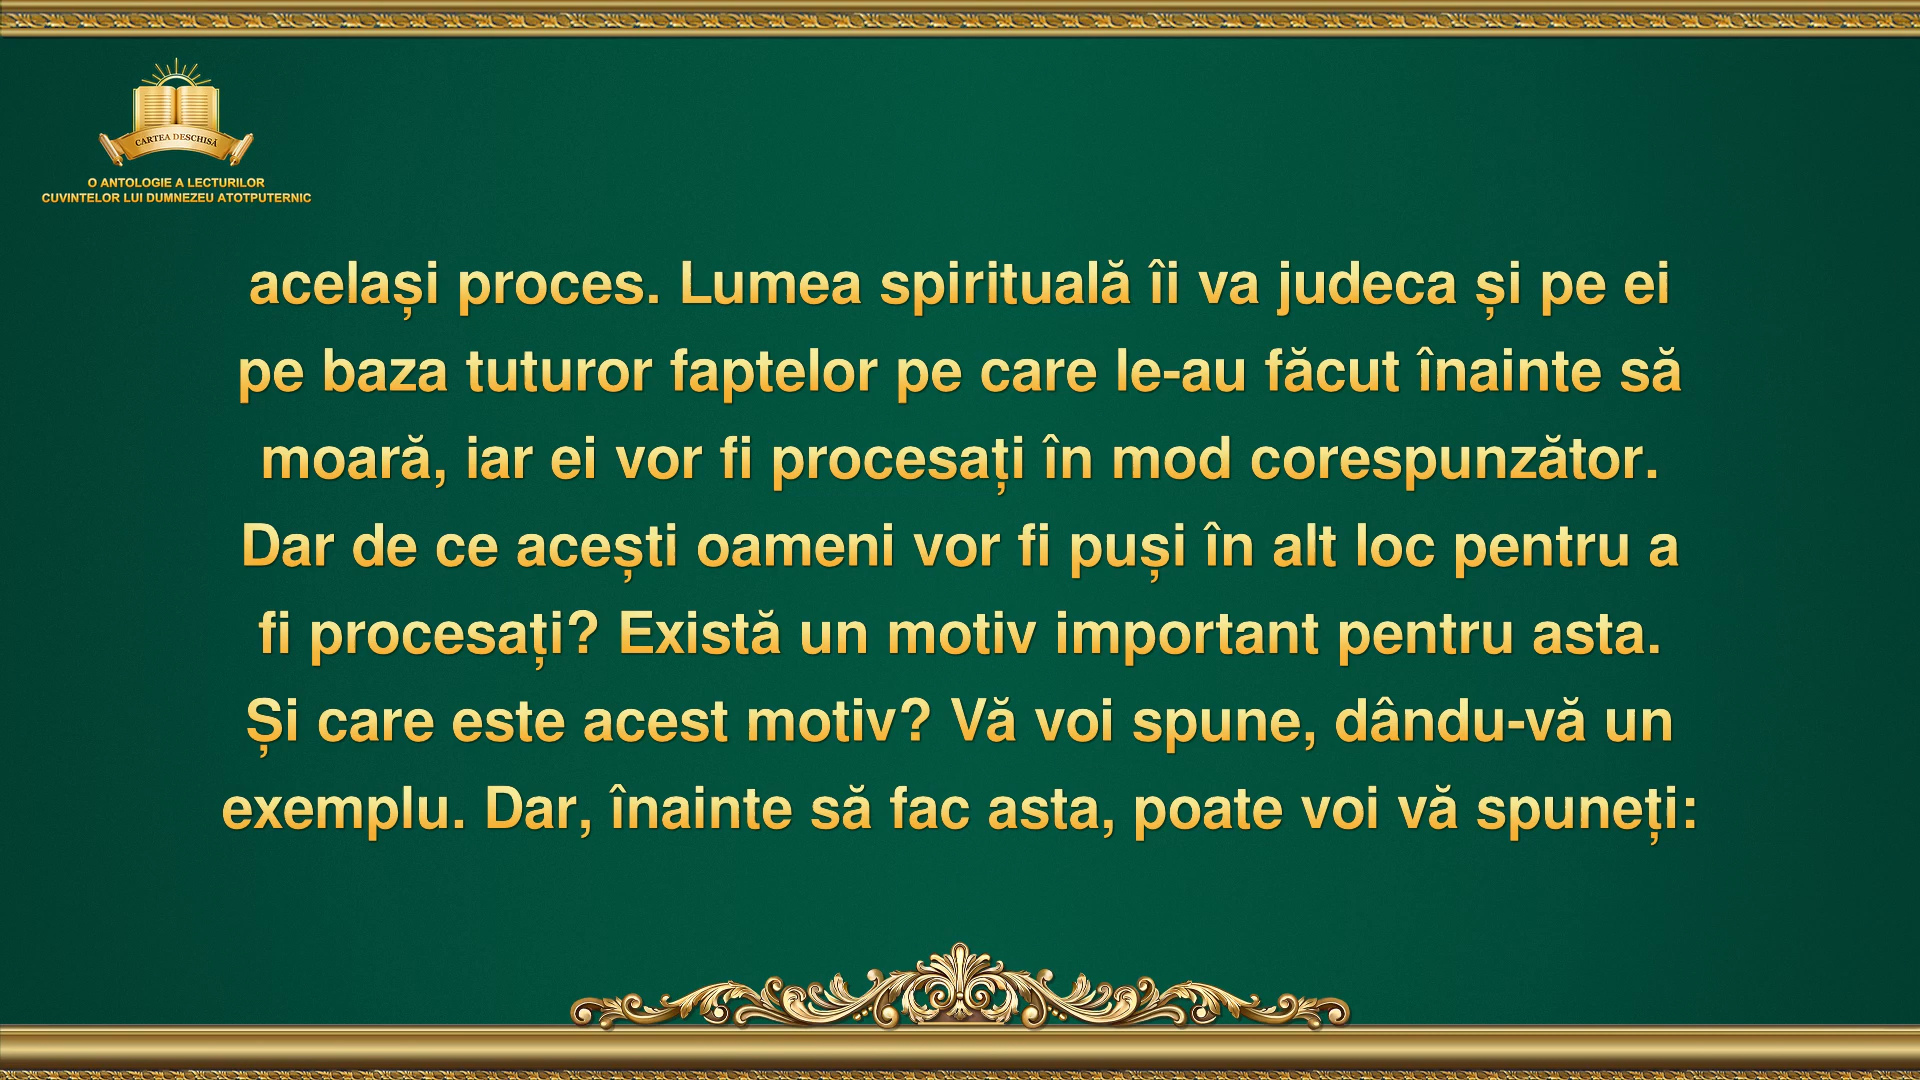 CARTEA DESCHISĂ
O ANTOLOGIE A LECTURILOR
CUVINTELOR LUI DUMNEZEU ATOTPUTERNIC
același proces. Lumea spirituală îi va judeca și pe ei
pe baza tuturor faptelor pe care le-au făcut înainte să
moară, iar ei vor fi procesați în mod corespunzător.
Dar de ce acești oameni vor fi puși în alt loc pentru a
fi procesați? Există un motiv important pentru asta.
Și care este acest motiv? Vă voi spune, dându-vă un
exemplu. Dar, înainte să fac asta, poate voi vă spuneți: